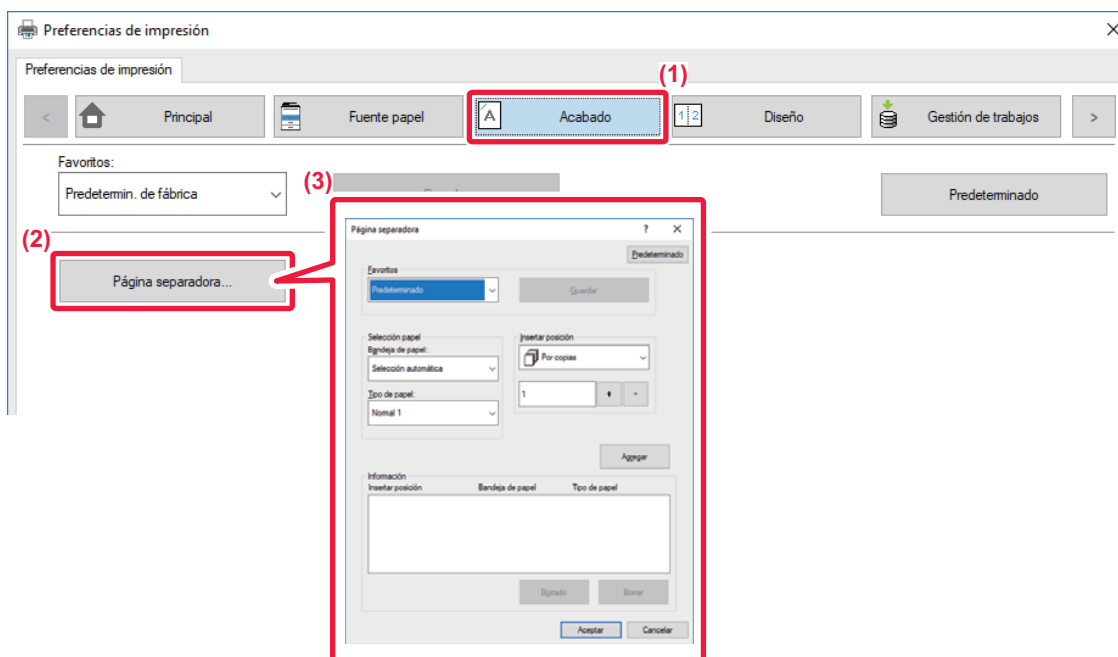 Preferencias de impresión
Preferencias de impresión
(1)
< Principal Fuente papel A Acabado 1 2 Diseño Gestión de trabajos >
Favoritos:
Predetermin. de fábrica
Predeterminado
(3)
(2)
Página separadora...
Página separadora ? ×
Predeterminado
Favoritos
Predeterminado Guardar
Selección papel Insertar posición
Bandeja de papel: Por copias
Selección automática
1 + -
Tipo de papel:
Normal 1
Agregar
Información
Insertar posición Bandeja de papel Tipo de papel
Borrado Borrar
Aceptar Cancelar